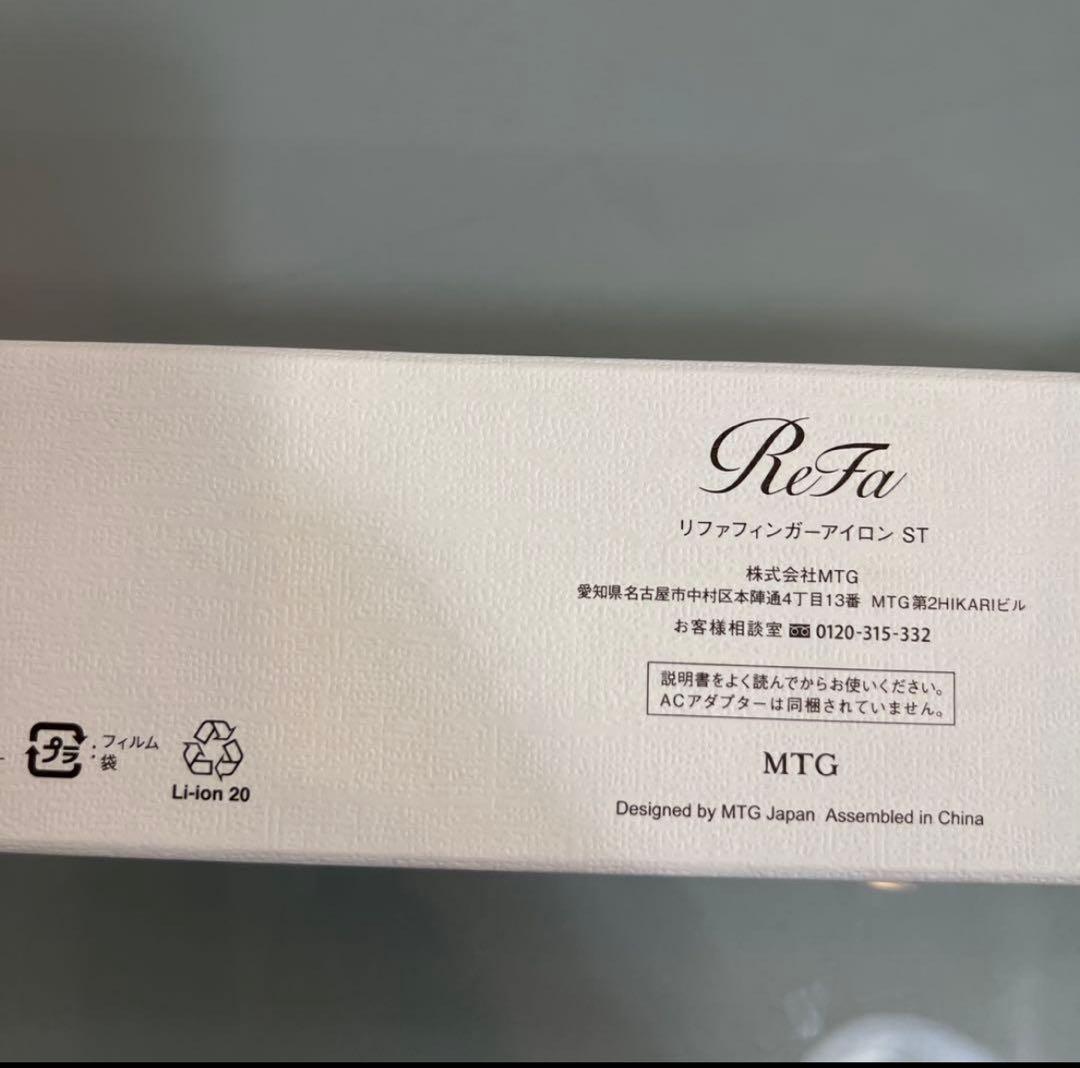 ReFa
リファフィンガーアイロン ST
株式会社MTG
愛知県名古屋市中村区本陣通4丁目13番 MTG第2HIKARIビル
お客様相談室 0120-315-332
説明書をよく読んでからお使いください。
ACアダプターは同梱されていません。
MTG
Designed by MTG Japan Assembled in China
プラ : フィルム
袋
Li-ion 20